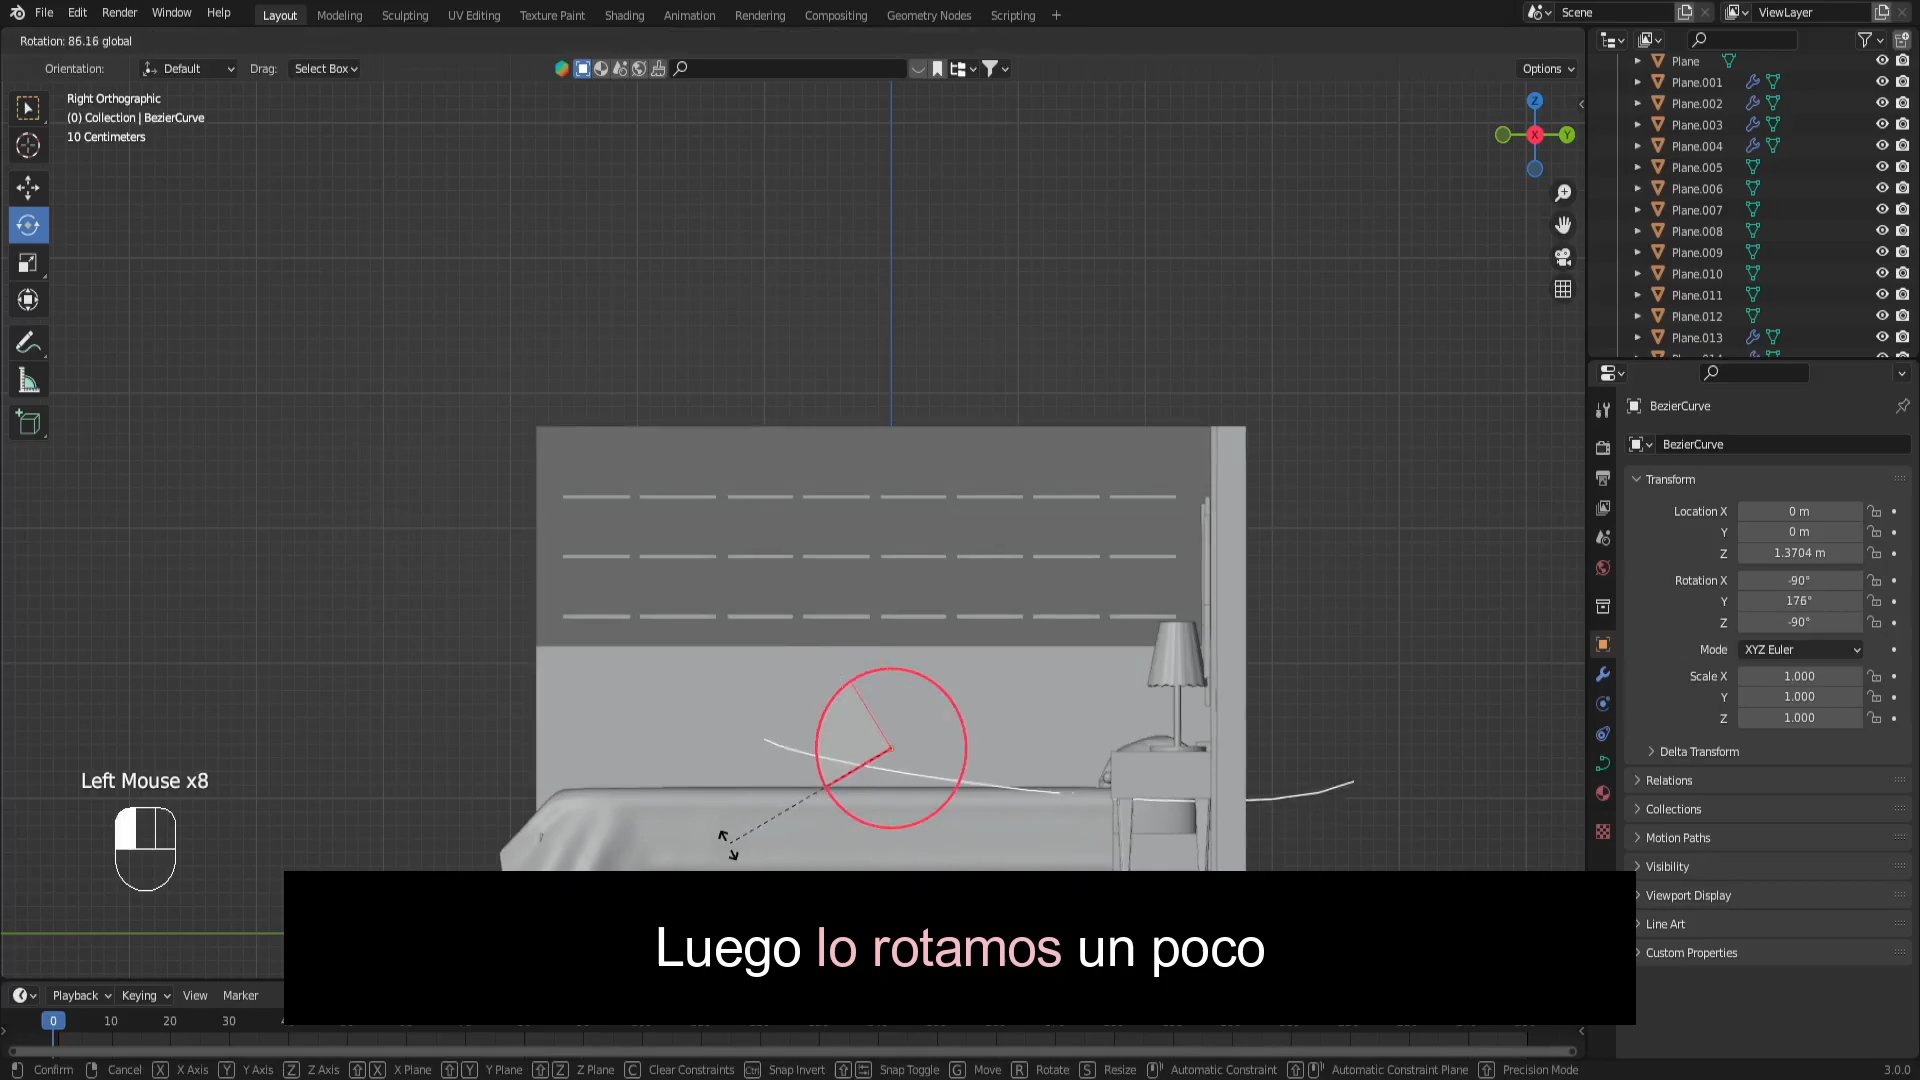 File Edit Render Window Help Layout Modeling Sculpting UV Editing Texture Paint Shading Animation Rendering Compositing Geometry Nodes Scripting + Scene ViewLayer
Rotation: 86.16 global
Orientation: Default Drag: Select Box Options
Right Orthographic
(0) Collection | BezierCurve
10 Centimeters
Z
X
Y
Plane
Plane.001
Plane.002
Plane.003
Plane.004
Plane.005
Plane.006
Plane.007
Plane.008
Plane.009
Plane.010
Plane.011
Plane.012
Plane.013
BezierCurve
BezierCurve
Transform
Location X 0 m
Y 0 m
Z 1.3704 m
Rotation X -90°
Y 176°
Z -90°
Mode XYZ Euler
Scale X 1.000
Y 1.000
Z 1.000
Delta Transform
Relations
Collections
Motion Paths
Visibility
Viewport Display
Line Art
Custom Properties
Left Mouse x8
Luego lo rotamos un poco
Playback Keying View Marker
0 10 20 30
Confirm Cancel X X Axis Y Y Axis Z Z Axis X X Plane Y Y Plane Z Z Plane C Clear Constraints Ctrl Snap Invert Snap Toggle G Move R Rotate S Resize Automatic Constraint Automatic Constraint Plane Precision Mode 3.0.0